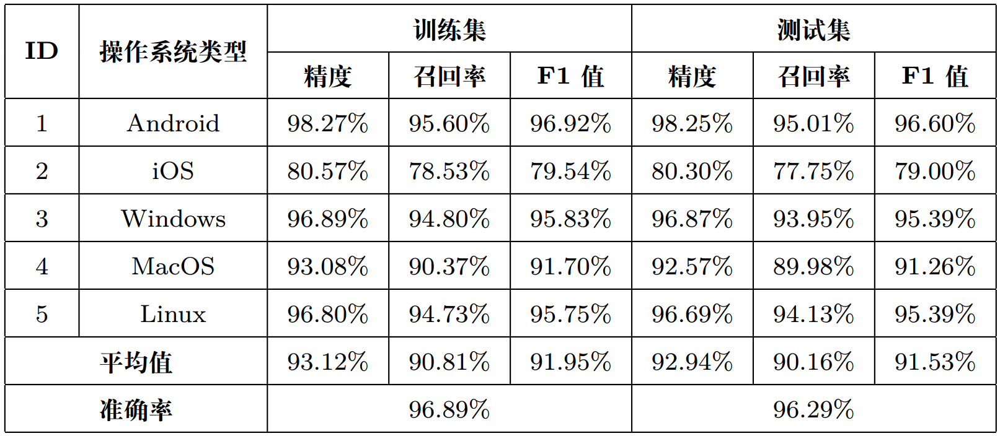 ID 操作系统类型 训练集 测试集
精度 召回率 F1 值 精度 召回率 F1 值
1 Android 98.27% 95.60% 96.92% 98.25% 95.01% 96.60%
2 iOS 80.57% 78.53% 79.54% 80.30% 77.75% 79.00%
3 Windows 96.89% 94.80% 95.83% 96.87% 93.95% 95.39%
4 MacOS 93.08% 90.37% 91.70% 92.57% 89.98% 91.26%
5 Linux 96.80% 94.73% 95.75% 96.69% 94.13% 95.39%
平均值 93.12% 90.81% 91.95% 92.94% 90.16% 91.53%
准确率 96.89% 96.29%